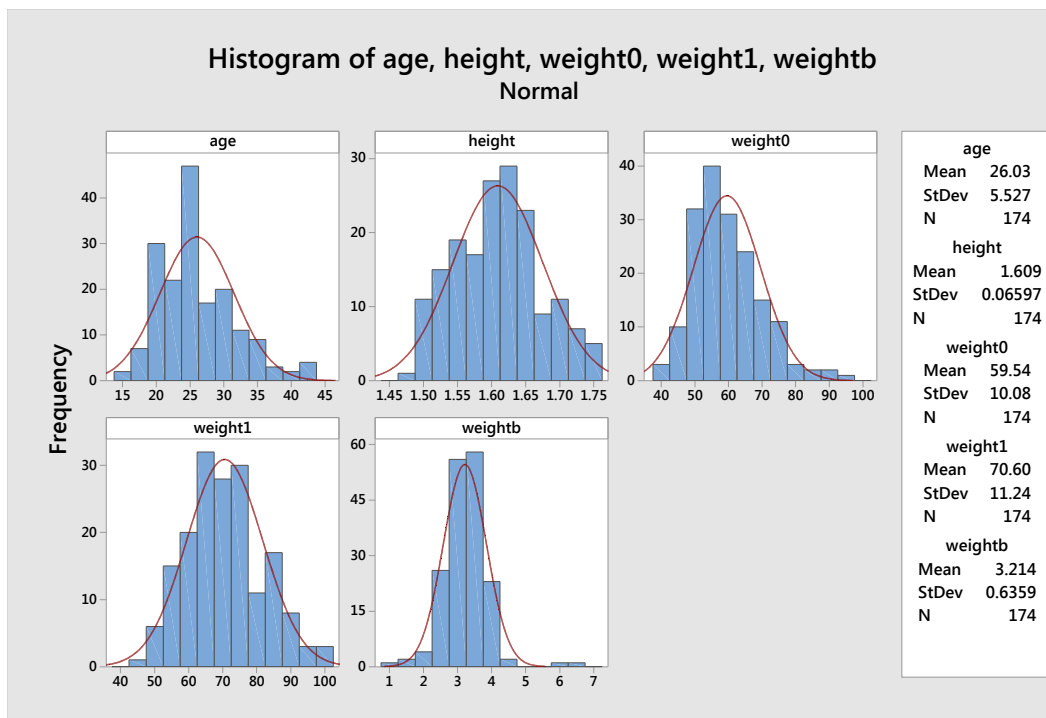 Histogram of age, height, weight0, weight1, weightb
Normal
age
40
30
20
10
0
15 20 25 30 35 40 45
height
30
20
10
0
1.45 1.50 1.55 1.60 1.65 1.70 1.75
weight0
40
30
20
10
0
40 50 60 70 80 90 100
Frequency
weight1
30
20
10
0
40 50 60 70 80 90 100
weightb
60
45
30
15
0
1 2 3 4 5 6 7
age
Mean 26.03
StDev 5.527
N 174
height
Mean 1.609
StDev 0.06597
N 174
weight0
Mean 59.54
StDev 10.08
N 174
weight1
Mean 70.60
StDev 11.24
N 174
weightb
Mean 3.214
StDev 0.6359
N 174